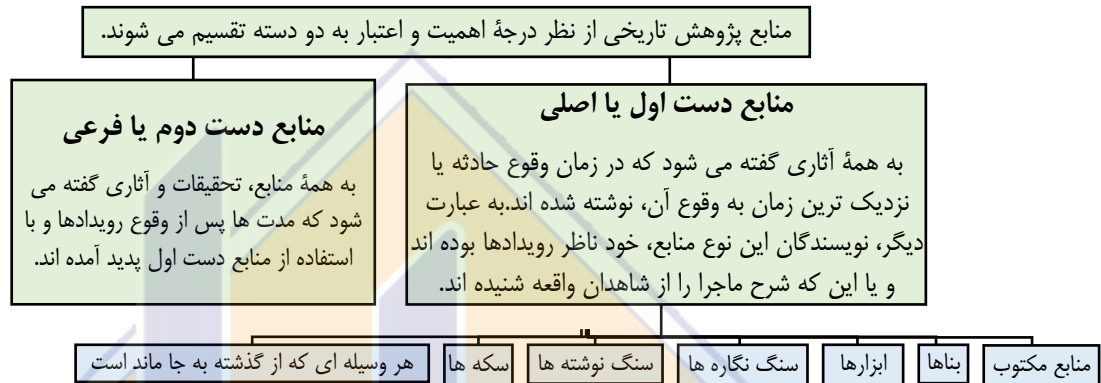 منابع پژوهش تاریخی از نظر درجۀ اهمیت و اعتبار به دو دسته تقسیم می شوند.
منابع دست اول یا اصلی
به همۀ آثاری گفته می شود که در زمان وقوع حادثه یا
نزدیک ترین زمان به وقوع آن، نوشته شده اند.به عبارت
دیگر، نویسندگان این نوع منابع، خود ناظر رویدادها بوده اند
و یا این که شرح ماجرا را از شاهدان واقعه شنیده اند.
منابع دست دوم یا فرعی
به همۀ منابع، تحقیقات و آثاری گفته می
شود که مدت ها پس از وقوع رویدادها و با
استفاده از منابع دست اول پدید آمده اند.
منابع مکتوب
بناها
ابزارها
سنگ نگاره ها
سنگ نوشته ها
سکه ها
هر وسیله ای که از گذشته به جا ماند است